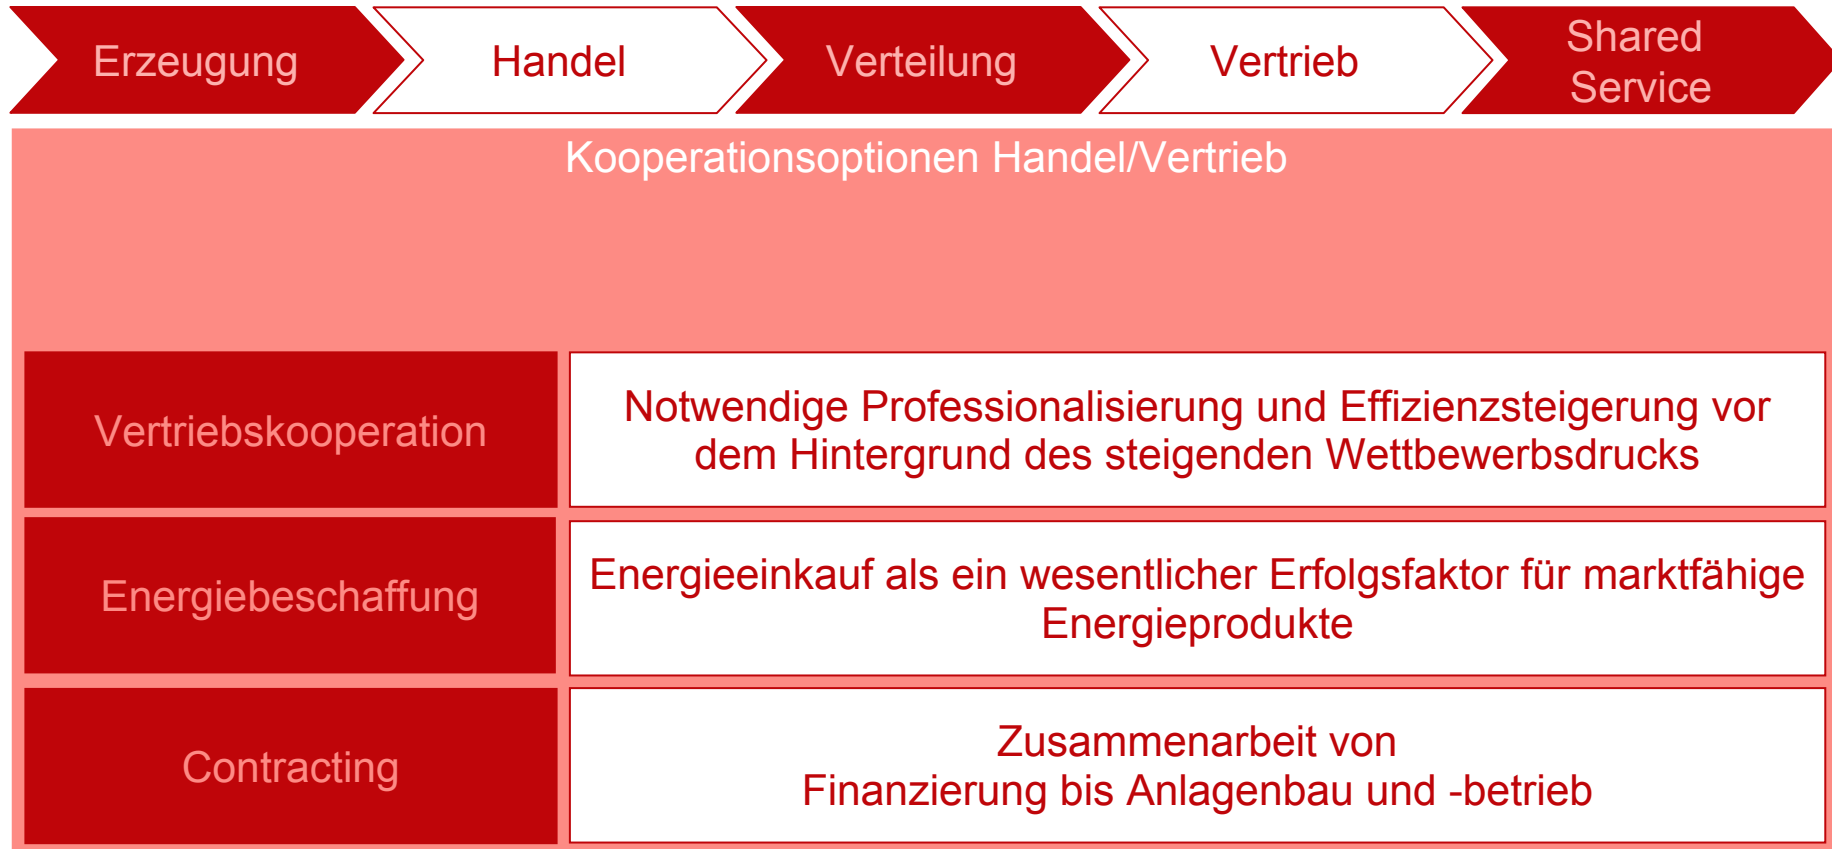 Erzeugung
Handel
Verteilung
Vertrieb
Shared
Service
Kooperationsoptionen Handel/Vertrieb
Vertriebskooperation
Notwendige Professionalisierung und Effizienzsteigerung vor
dem Hintergrund des steigenden Wettbewerbsdrucks
Energiebeschaffung
Energieeinkauf als ein wesentlicher Erfolgsfaktor für marktfähige
Energieprodukte
Contracting
Zusammenarbeit von
Finanzierung bis Anlagenbau und -betrieb